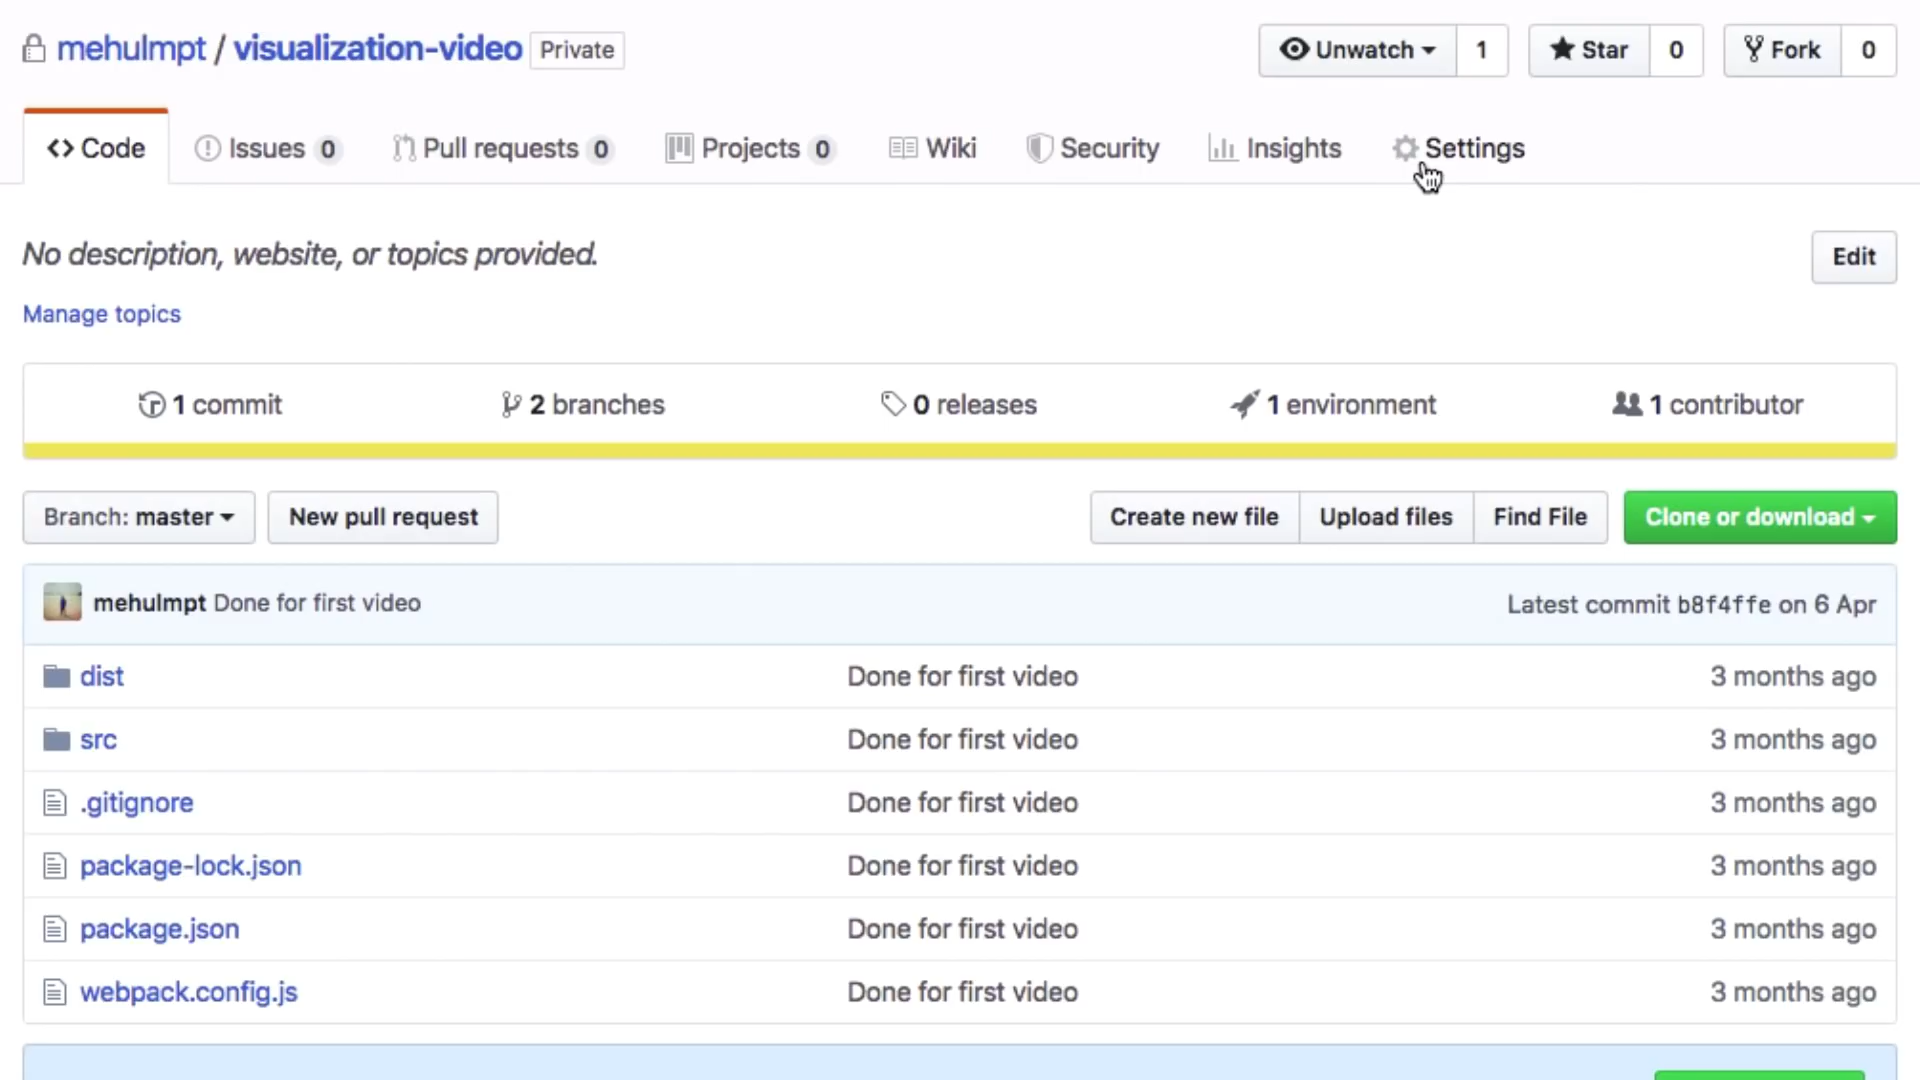 mehulmpt / visualization-video Private Unwatch 1 Star 0 Fork 0
Code Issues 0 Pull requests 0 Projects 0 Wiki Security Insights Settings
No description, website, or topics provided. Edit
Manage topics
1 commit 2 branches 0 releases 1 environment 1 contributor
Branch: master New pull request Create new file Upload files Find File Clone or download
mehulmpt Done for first video Latest commit b8f4ffe on 6 Apr
dist Done for first video 3 months ago
src Done for first video 3 months ago
.gitignore Done for first video 3 months ago
package-lock.json Done for first video 3 months ago
package.json Done for first video 3 months ago
webpack.config.js Done for first video 3 months ago